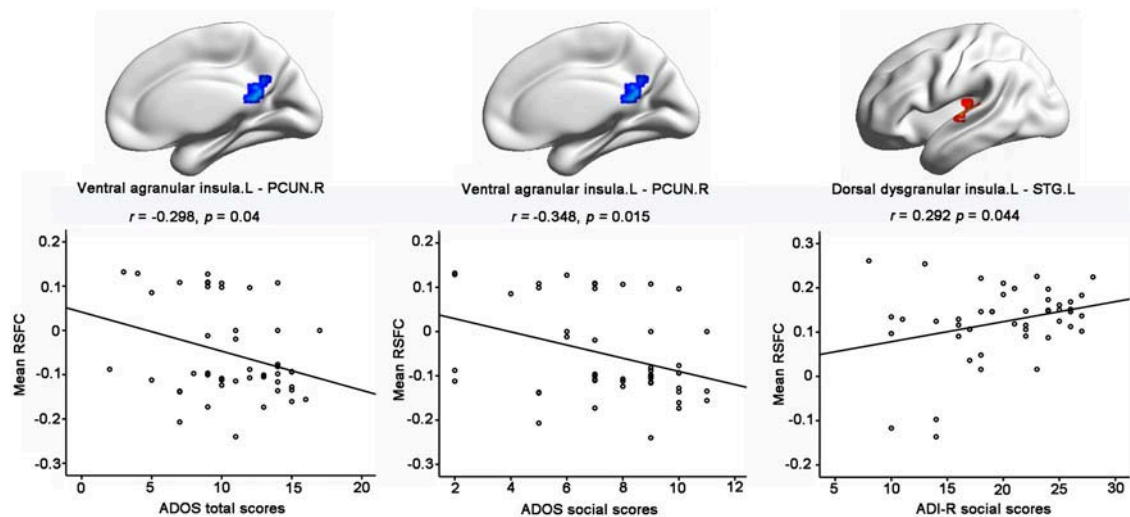 Ventral agranular insula.L - PCUN.R
r = -0.298, p = 0.04
Mean RSFC
0.2
0.1
0
-0.1
-0.2
-0.3
0 5 10 15 20
ADOS total scores
Ventral agranular insula.L - PCUN.R
r = -0.348, p = 0.015
Mean RSFC
0.2
0.1
0
-0.1
-0.2
-0.3
2 4 6 8 10 12
ADOS social scores
Dorsal dysgranular insula.L - STG.L
r = 0.292 p = 0.044
Mean RSFC
0.3
0.2
0.1
0
-0.1
-0.2
5 10 15 20 25 30
ADI-R social scores